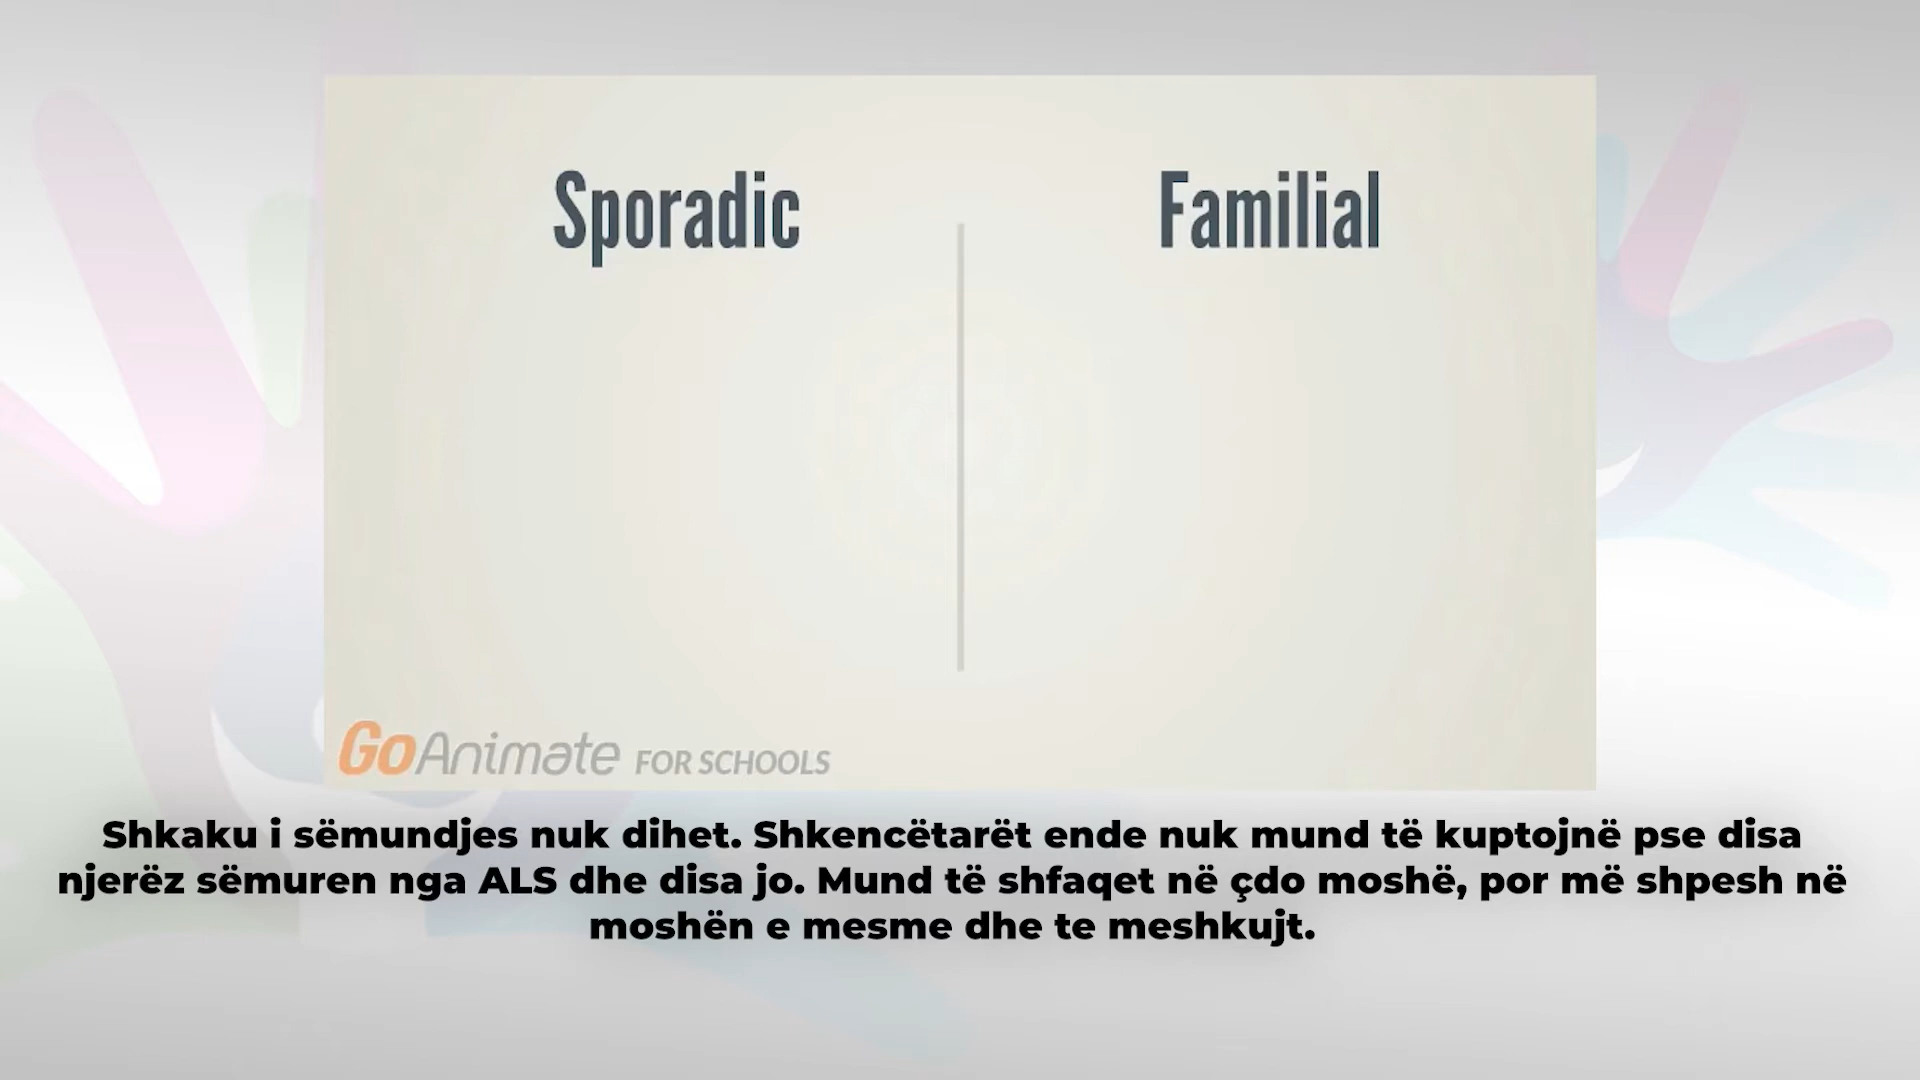 Sporadic
Familial
GoAnimate FOR SCHOOLS
Shkaku i sëmundjes nuk dihet. Shkencëtarët ende nuk mund të kuptojnë pse disa
njerëz sëmuren nga ALS dhe disa jo. Mund të shfaqet në çdo moshë, por më shpesh në
moshën e mesme dhe te meshkujt.